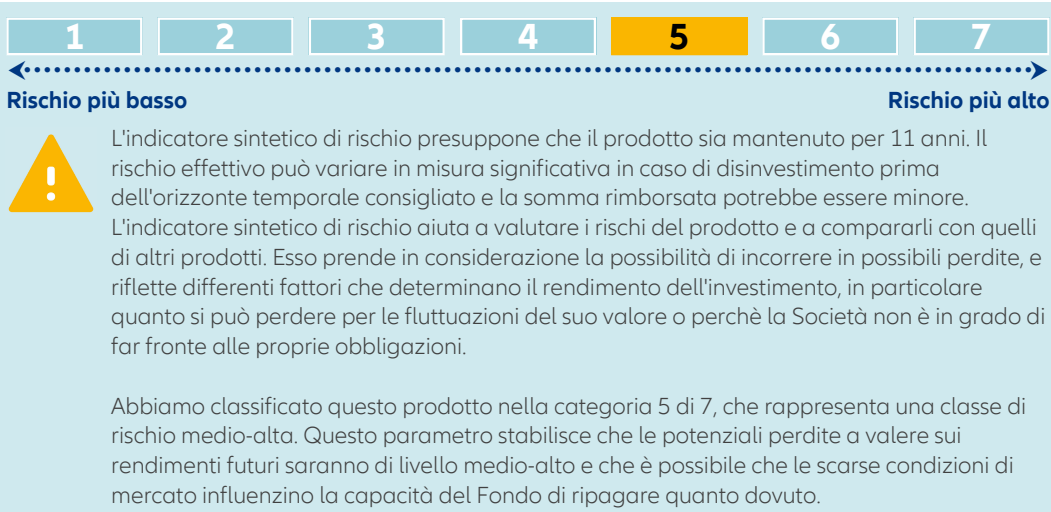 1 2 3 4 5 6 7
Rischio più basso Rischio più alto
L'indicatore sintetico di rischio presuppone che il prodotto sia mantenuto per 11 anni. Il
rischio effettivo può variare in misura significativa in caso di disinvestimento prima
dell'orizzonte temporale consigliato e la somma rimborsata potrebbe essere minore.
L'indicatore sintetico di rischio aiuta a valutare i rischi del prodotto e a compararli con quelli
di altri prodotti. Esso prende in considerazione la possibilità di incorrere in possibili perdite, e
riflette differenti fattori che determinano il rendimento dell'investimento, in particolare
quanto si può perdere per le fluttuazioni del suo valore o perchè la Società non è in grado di
far fronte alle proprie obbligazioni.
Abbiamo classificato questo prodotto nella categoria 5 di 7, che rappresenta una classe di
rischio medio-alta. Questo parametro stabilisce che le potenziali perdite a valere sui
rendimenti futuri saranno di livello medio-alto e che è possibile che le scarse condizioni di
mercato influenzino la capacità del Fondo di ripagare quanto dovuto.